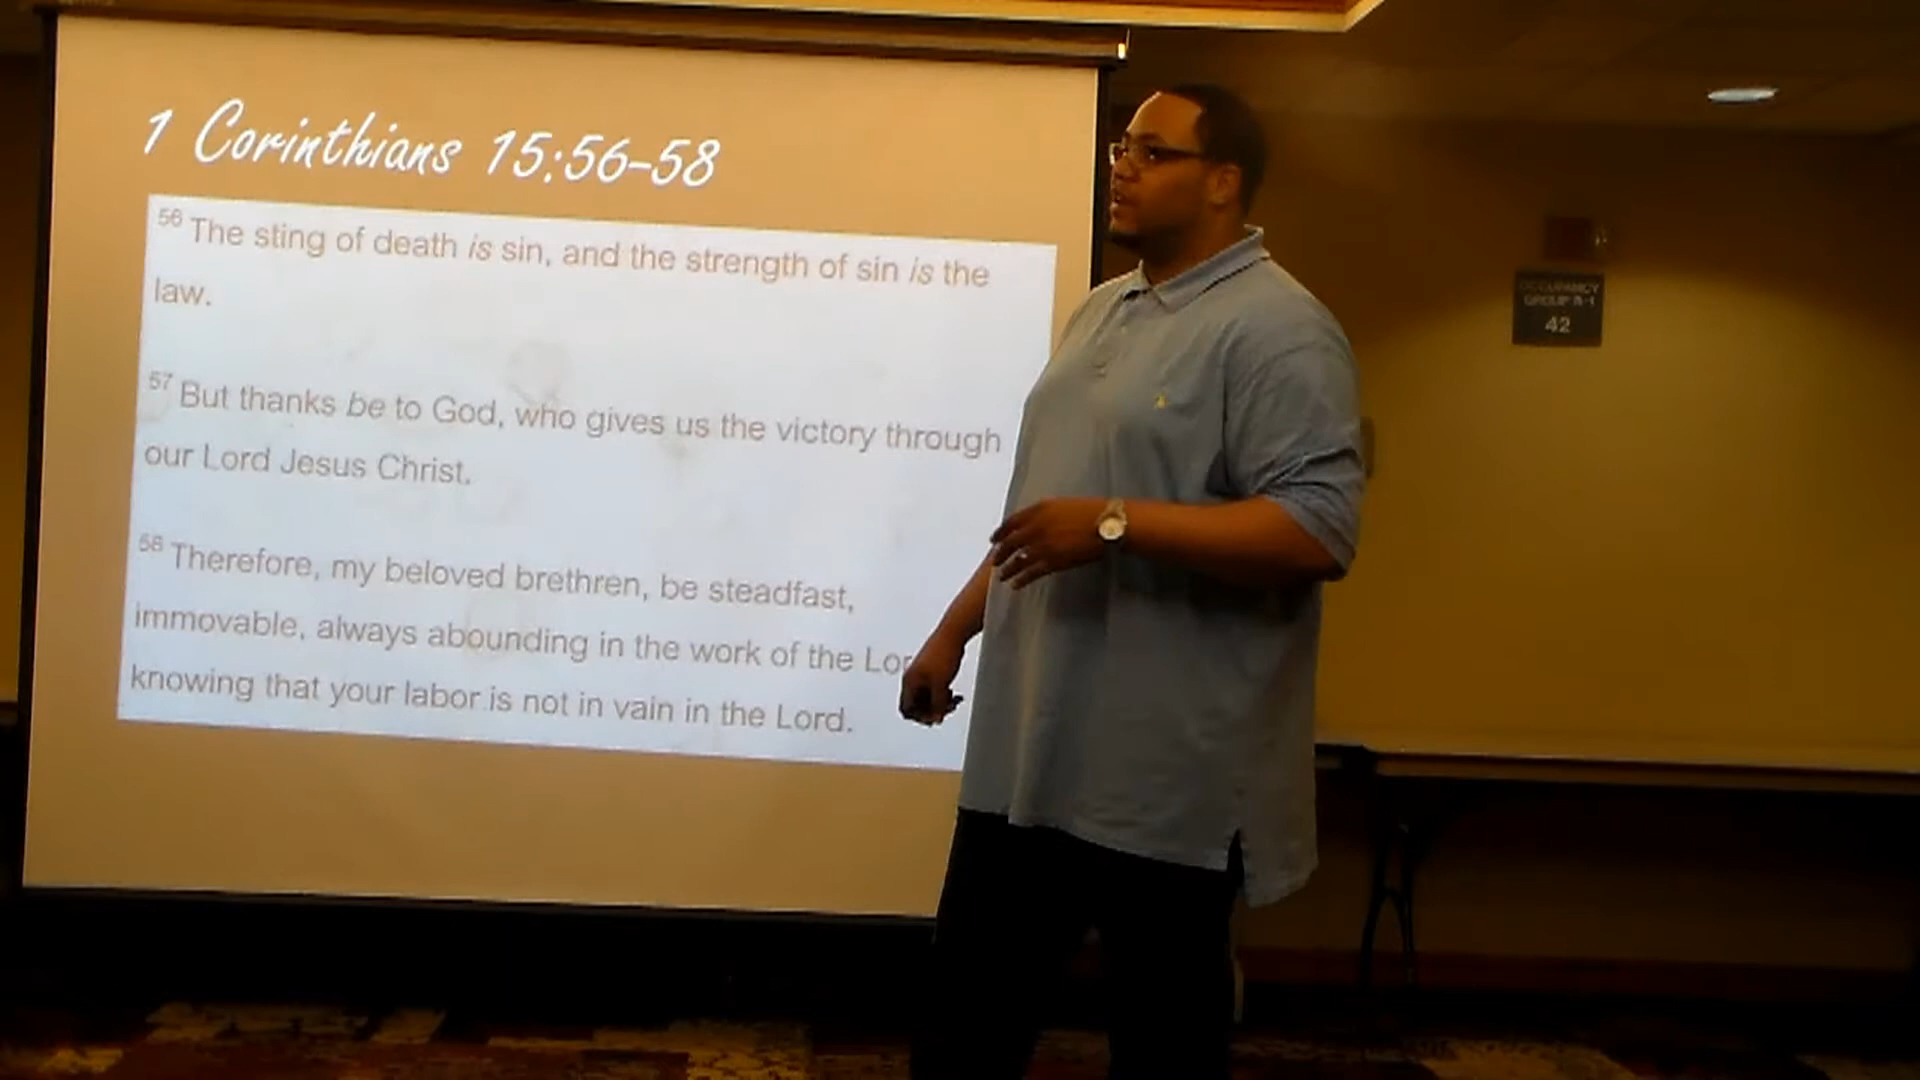 1 Corinthians 15:56-58
56 The sting of death is sin, and the strength of sin is the
law.
57 But thanks be to God, who gives us the victory through
our Lord Jesus Christ.
58 Therefore, my beloved brethren, be steadfast,
immovable, always abounding in the work of the Lor
knowing that your labor is not in vain in the Lord.
OCCUPANCY
GROUP
42